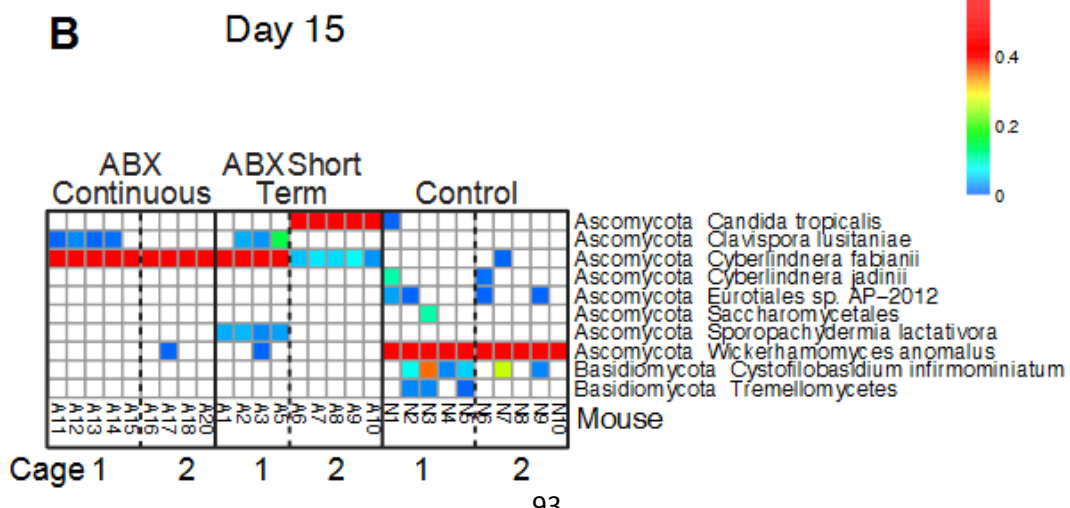 B Day 15
0.4
0.2
0
ABX ABX Short
Continuous Term Control
Ascomycota Candida tropicalis
Ascomycota Clavispora lusitaniae
Ascomycota Cyberlindnera fabianii
Ascomycota Cyberlindnera jadinii
Ascomycota Eurotiales sp. AP-2012
Ascomycota Saccharomycetales
Ascomycota Sporopachydermia lactativora
Ascomycota Wickerhamomyces anomalus
Basidiomycota Cystofilobasidium infirmominiatum
Basidiomycota Tremellomycetes
A11 A12 A13 A14 A15 A16 A17 A18 A20 A1 A2 A3 A5 A6 A7 A8 A9 A10 N1 N2 N3 N4 N5 N6 N7 N8 N9 N10 Mouse
Cage 1 2 1 2 1 2
93